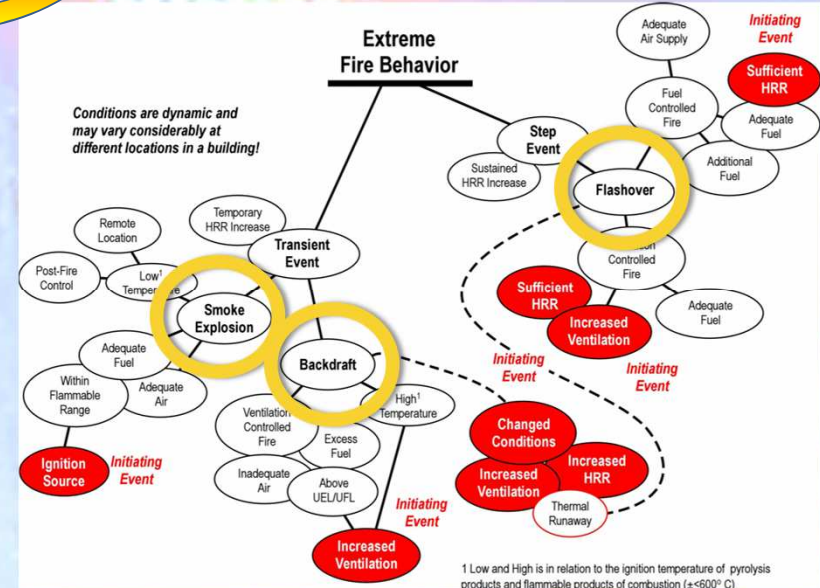 Extreme
Fire Behavior
Conditions are dynamic and
may vary considerably at
different locations in a building!
Adequate
Air Supply
Initiating
Event
Sufficient
HRR
Fuel
Controlled
Fire
Adequate
Fuel
Additional
Fuel
Step
Event
Sustained
HRR Increase
Flashover
Controlled
Fire
Sufficient
HRR
Increased
Ventilation
Adequate
Fuel
Initiating
Event
Temporary
HRR Increase
Transient
Event
Remote
Location
Post-Fire
Control
Low1
Smoke
Explosion
Adequate
Fuel
Adequate
Air
Within
Flammable
Range
Ignition
Source
Initiating
Event
Backdraft
Ventilation
Controlled
Fire
Excess
Fuel
Inadequate
Air
Above
UEL/UFL
High1
Temperature
Initiating
Event
Increased
Ventilation
Initiating
Event
Changed
Conditions
Increased
Ventilation
Increased
HRR
Thermal
Runaway
1 Low and High is in relation to the ignition temperature of pyrolysis
products and flammable products of combustion (±<600º C)